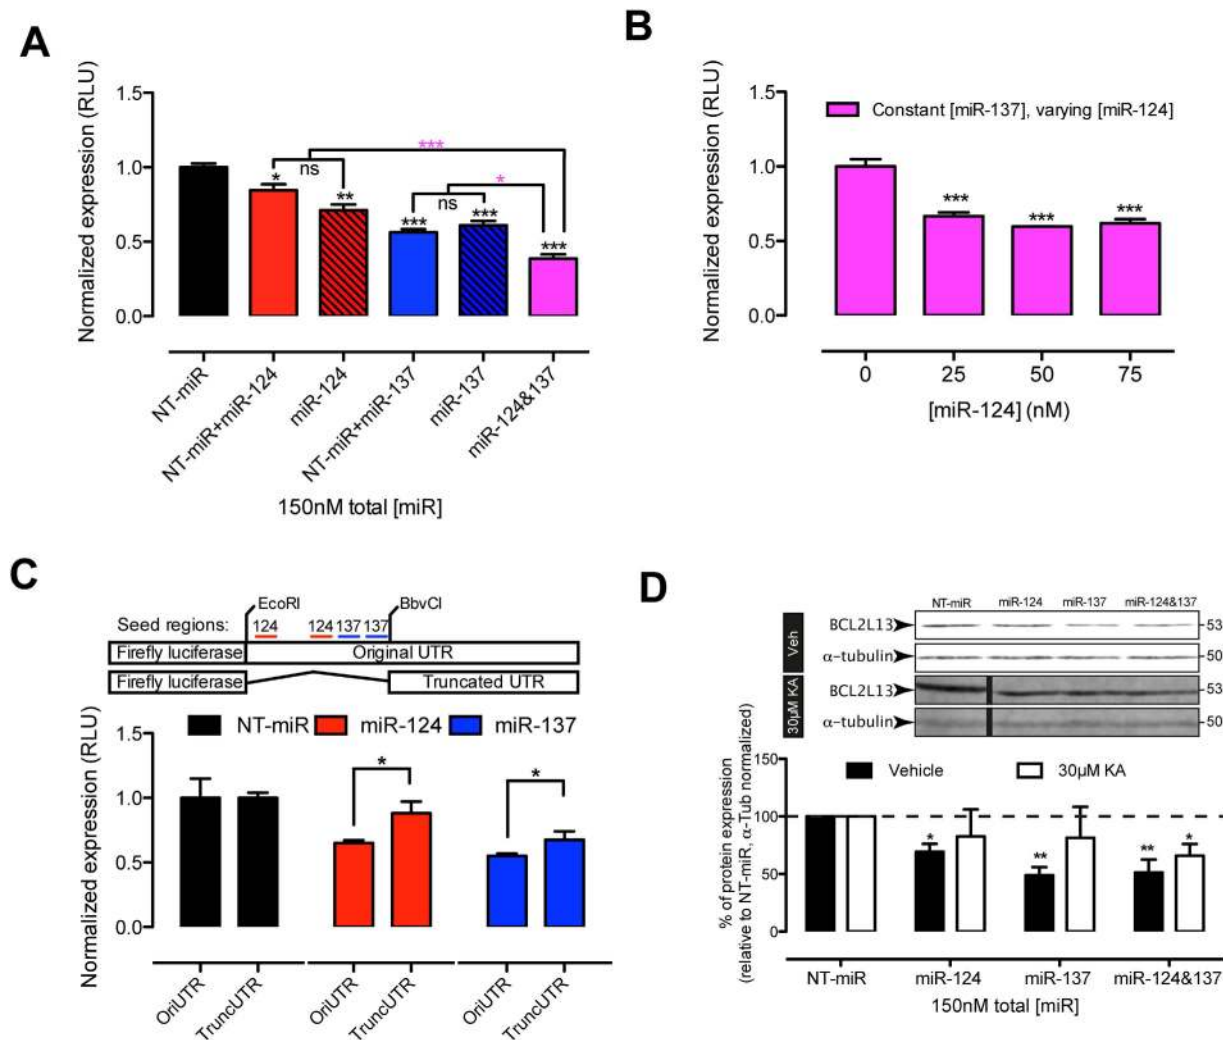 A
Normalized expression (RLU)
1.5
1.0
0.5
0.0
*
**
***
***
***
ns
ns
***
*
NT-miR
NT-miR+miR-124
miR-124
NT-miR+miR-137
miR-137
miR-124&137
150nM total [miR]
B
Normalized expression (RLU)
1.5
1.0
0.5
0.0
Constant [miR-137], varying [miR-124]
***
***
***
0 25 50 75
[miR-124] (nM)
C
EcoRI BbvCI
Seed regions: 124 124 137 137
Firefly luciferase Original UTR
Firefly luciferase Truncated UTR
NT-miR miR-124 miR-137
Normalized expression (RLU)
1.5
1.0
0.5
0.0
*
*
OriUTR
TruncUTR
OriUTR
TruncUTR
OriUTR
TruncUTR
D
NT-miR miR-124 miR-137 miR-124&137
Veh
BCL2L13 53
α-tubulin 50
30µM KA
BCL2L13 53
α-tubulin 50
% of protein expression
(relative to NT-miR, α-Tub normalized)
150
100
50
0
Vehicle 30µM KA
*
**
**
*
NT-miR miR-124 miR-137 miR-124&137
150nM total [miR]